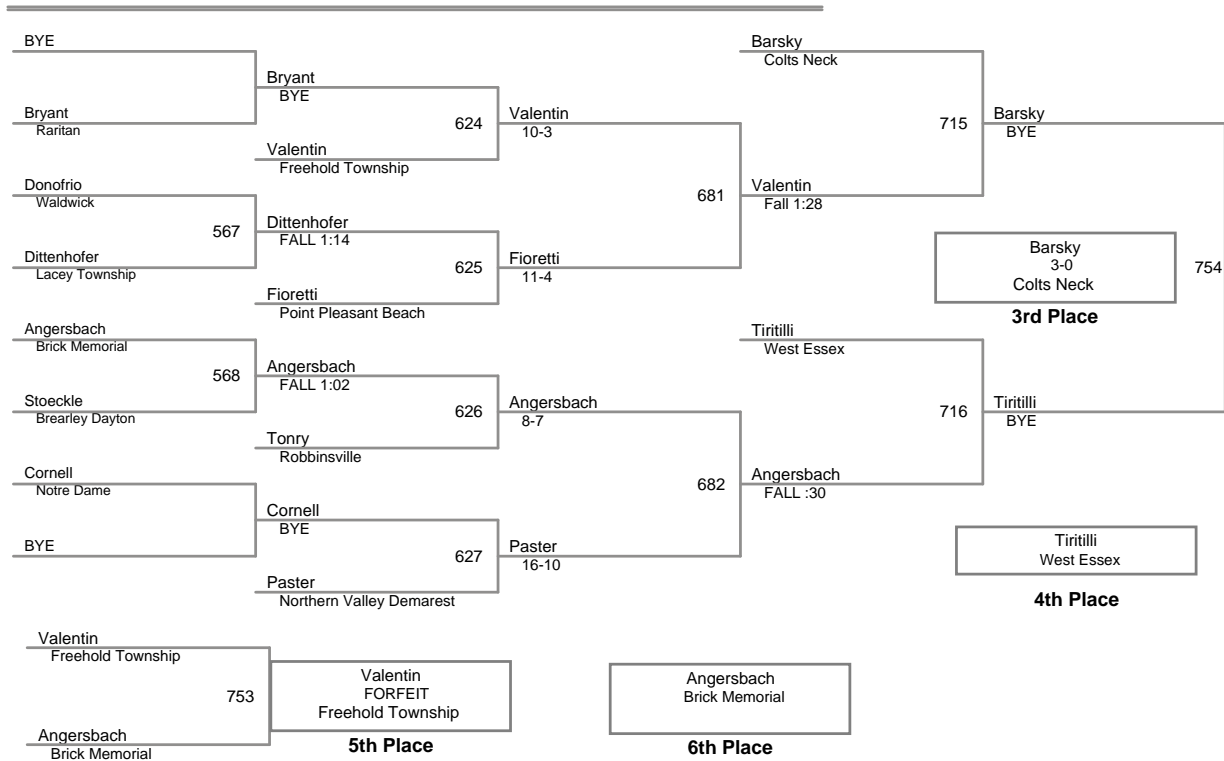 BYE
Bryant
Raritan
Donofrio
Waldwick
567
Dittenhofer
Lacey Township
Angersbach
Brick Memorial
568
Stoeckle
Brearley Dayton
Cornell
Notre Dame
BYE
Bryant
BYE
624
Valentin
Freehold Township
Dittenhofer
FALL 1:14
625
Fioretti
Point Pleasant Beach
Angersbach
FALL 1:02
626
Tonry
Robbinsville
Cornell
BYE
627
Paster
Northern Valley Demarest
Valentin
10-3
681
Fioretti
11-4
Angersbach
8-7
682
Paster
16-10
Barsky
Colts Neck
715
Valentin
Fall 1:28
Tiritilli
West Essex
716
Angersbach
FALL :30
Barsky
BYE
754
Tiritilli
BYE
Barsky
3-0
Colts Neck
3rd Place
Tiritilli
West Essex
4th Place
Valentin
Freehold Township
753
Angersbach
Brick Memorial
Valentin
FORFEIT
Freehold Township
5th Place
Angersbach
Brick Memorial
6th Place